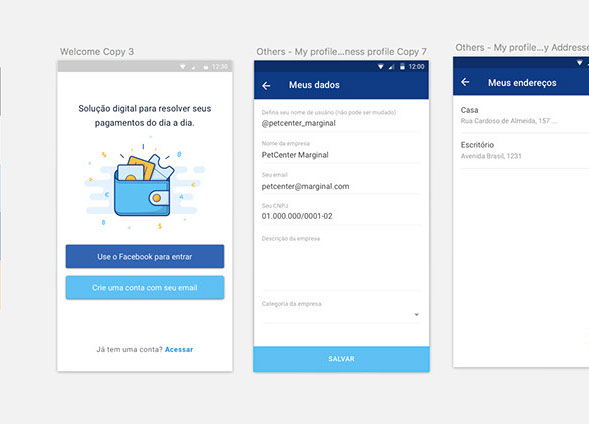 Welcome Copy 3
12:30
Solução digital para resolver seus
pagamentos do dia a dia.
Use o Facebook para entrar
Crie uma conta com seu email
Já tem uma conta? Acessar
Others - My profile...ness profile Copy 7
12:00
Meus dados
Defina seu nome de usuário (não pode ser mudado)
@petcenter_marginal
Nome da empresa
PetCenter Marginal
Seu email
petcenter@marginal.com
Seu CNPJ
01.000.000/0001-02
Descrição da empresa
Categoria da empresa
SALVAR
Others - My profile...y Addresse
Meus endereços
Casa
Rua Cardoso de Almeida, 157 ...
Escritório
Avenida Brasil, 1231